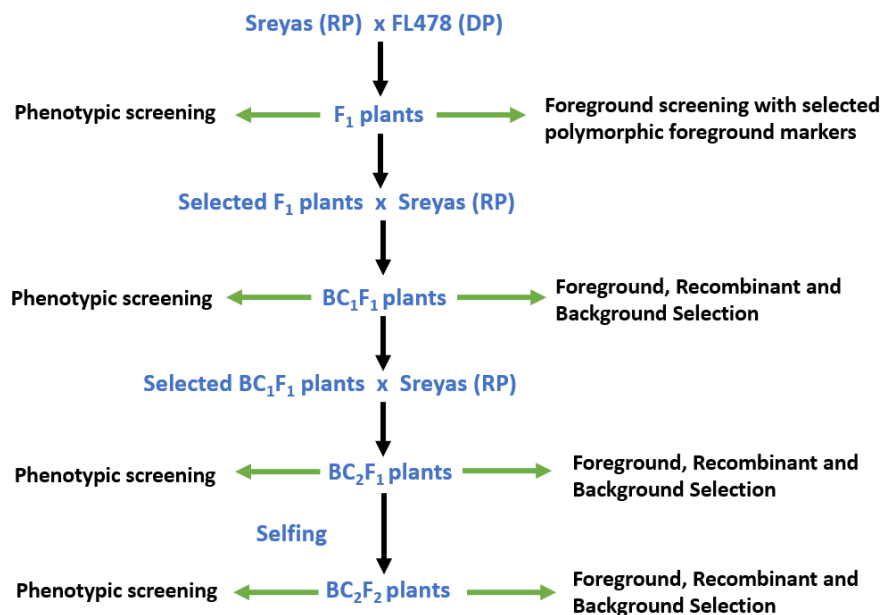 Sreyas (RP) x FL478 (DP)
Phenotypic screening
F₁ plants
Foreground screening with selected
polymorphic foreground markers
Selected F₁ plants x Sreyas (RP)
Phenotypic screening
BC₁F₁ plants
Foreground, Recombinant and
Background Selection
Selected BC₁F₁ plants x Sreyas (RP)
Phenotypic screening
BC₂F₁ plants
Foreground, Recombinant and
Background Selection
Selfing
Phenotypic screening
BC₂F₂ plants
Foreground, Recombinant and
Background Selection